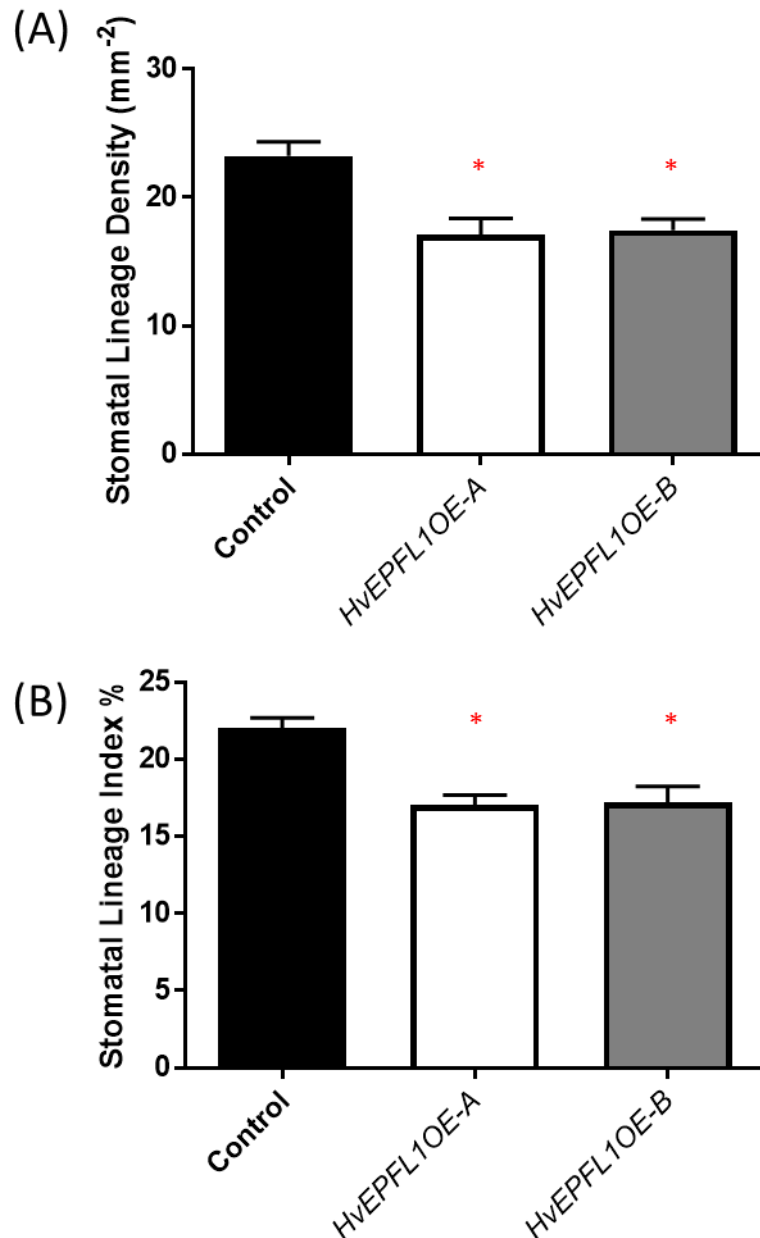 (A)
Stomatal Lineage Density (mm⁻²)
30
20
10
0
* *
Control
HvEPFL1OE-A
HvEPFL1OE-B
(B)
Stomatal Lineage Index %
25
20
15
10
5
0
* *
Control
HvEPFL1OE-A
HvEPFL1OE-B